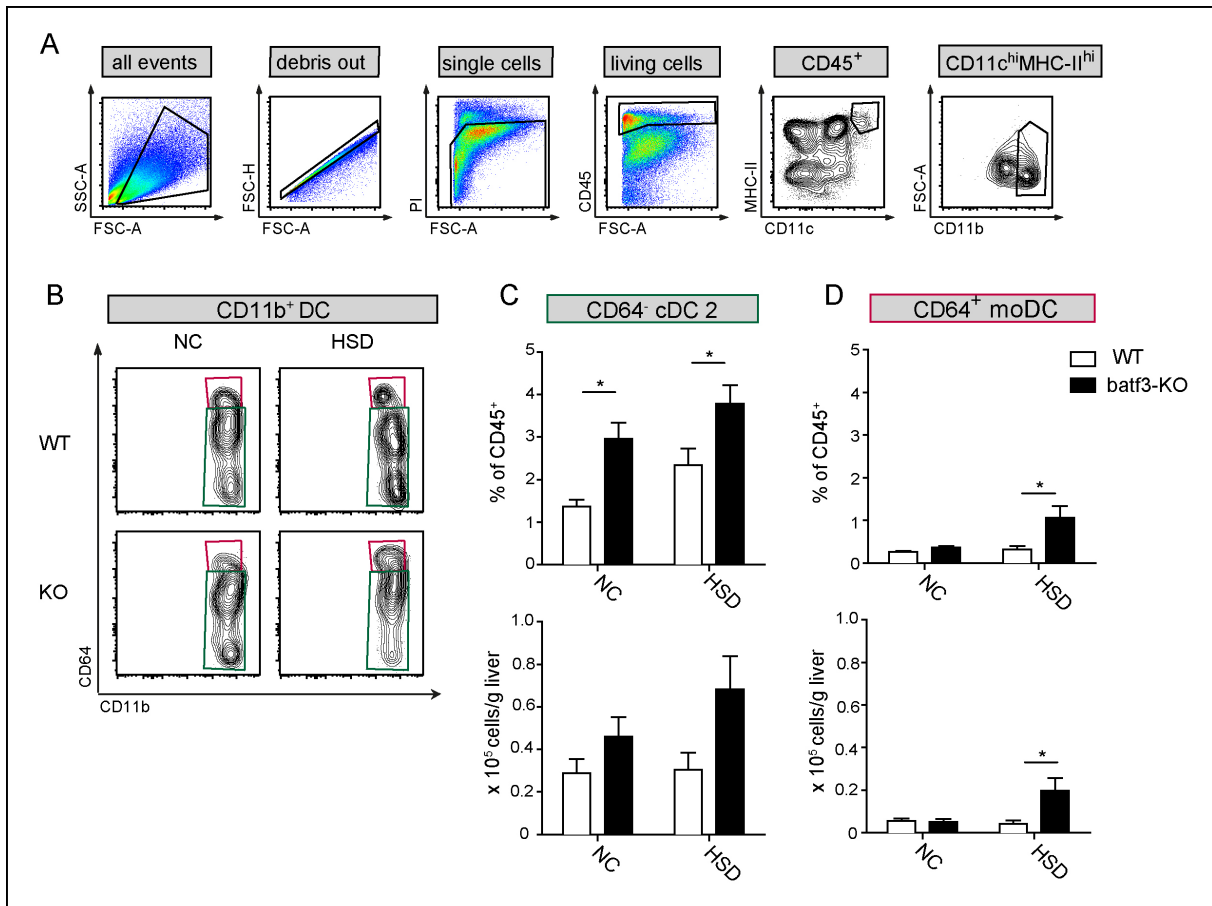 A
all events
debris out
single cells
living cells
CD45⁺
CD11cʰⁱMHC-IIʰⁱ
SSC-A
FSC-A
FSC-H
FSC-A
PI
FSC-A
CD45
FSC-A
MHC-II
CD11c
FSC-A
CD11b
B
CD11b⁺ DC
NC
HSD
WT
KO
CD64
CD11b
C
CD64⁻ cDC 2
% of CD45⁺
5
4
3
2
1
0
*
*
NC
HSD
x 10⁵ cells/g liver
1.0
0.8
0.6
0.4
0.2
0
NC
HSD
D
CD64⁺ moDC
WT
batf3-KO
% of CD45⁺
5
4
3
2
1
0
*
NC
HSD
x 10⁵ cells/g liver
1.0
0.8
0.6
0.4
0.2
0
*
NC
HSD